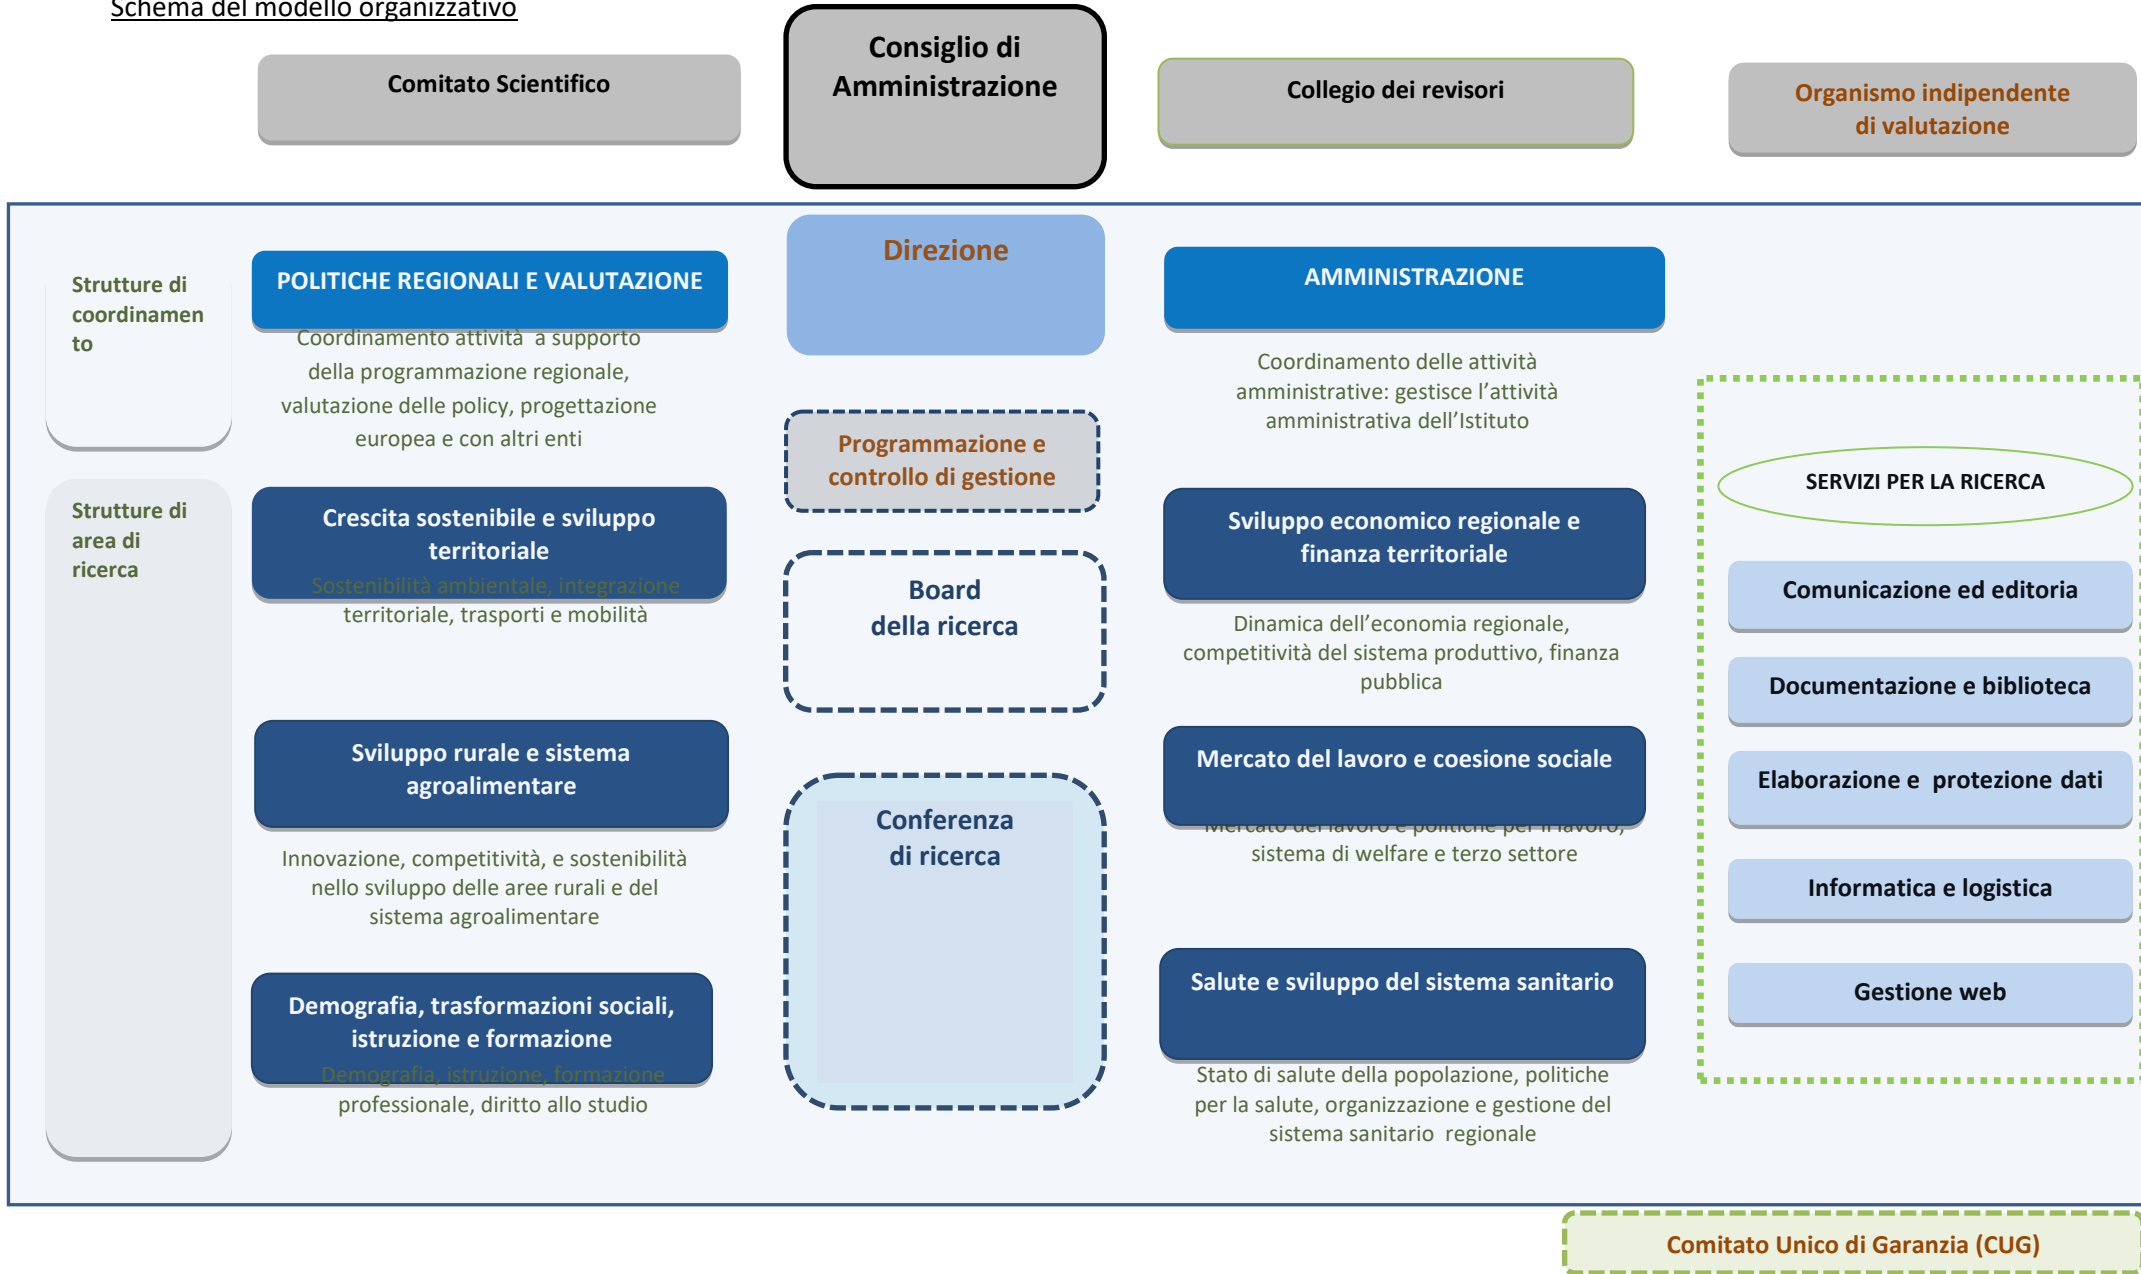 Schema del modello organizzativo
Comitato Scientifico
Consiglio di
Amministrazione
Collegio dei revisori
Organismo indipendente
di valutazione
Strutture di
coordinamen
to
POLITICHE REGIONALI E VALUTAZIONE
Coordinamento attività  a supporto
della programmazione regionale,
valutazione delle policy, progettazione
europea e con altri enti
Direzione
AMMINISTRAZIONE
Coordinamento delle attività
amministrative: gestisce l'attività
amministrativa dell'Istituto
Programmazione e
controllo di gestione
Strutture di
area di
ricerca
Crescita sostenibile e sviluppo
territoriale
Sostenibilità ambientale, integrazione
territoriale, trasporti e mobilità
Board
della ricerca
Sviluppo economico regionale e
finanza territoriale
Dinamica dell'economia regionale,
competitività del sistema produttivo, finanza
pubblica
Sviluppo rurale e sistema
agroalimentare
Innovazione, competitività, e sostenibilità
nello sviluppo delle aree rurali e del
sistema agroalimentare
Conferenza
di ricerca
Mercato del lavoro e coesione sociale
Mercato del lavoro e politiche per il lavoro,
sistema di welfare e terzo settore
Demografia, trasformazioni sociali,
istruzione e formazione
Demografia, istruzione, formazione
professionale, diritto allo studio
Salute e sviluppo del sistema sanitario
Stato di salute della popolazione, politiche
per la salute, organizzazione e gestione del
sistema sanitario  regionale
SERVIZI PER LA RICERCA
Comunicazione ed editoria
Documentazione e biblioteca
Elaborazione e  protezione dati
Informatica e logistica
Gestione web
Comitato Unico di Garanzia (CUG)